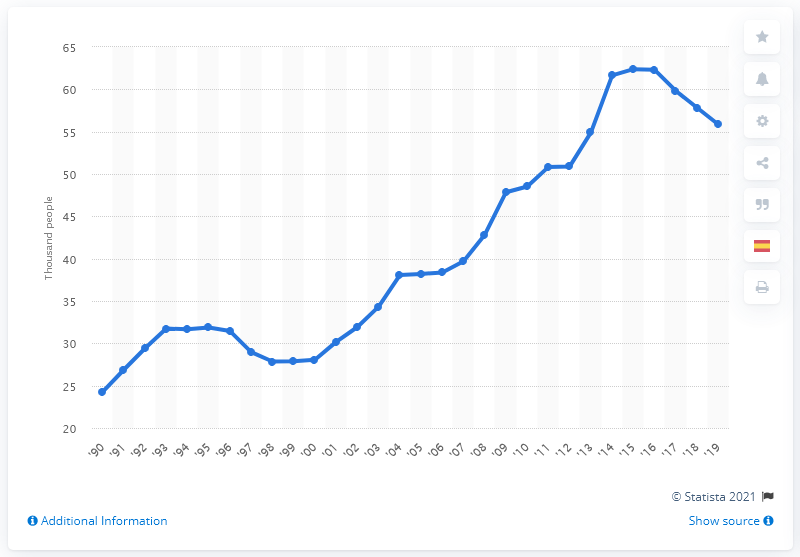 65
60
55
50
45
40
35
30
25
20
Thousand people
'90 '91 '92 '93 '94 '95 '96 '97 '98 '99 '00 '01 '02 '03 '04 '05 '06 '07 '08 '09 '10 '11 '12 '13 '14 '15 '16 '17 '18 '19
© Statista 2021
Additional Information
Show source